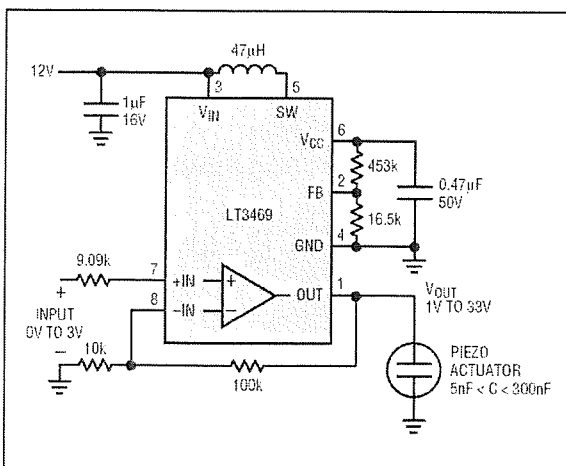 47µH
12V
3
5
1µF
16V
VIN
SW
VCC
6
453k
FB
2
0.47µF
50V
16.5k
LT3469
GND
4
9.09k
7
+IN
+
OUT
1
VOUT
1V TO 33V
+
8
−IN
−
INPUT
0V TO 3V
−
10k
100k
PIEZO
ACTUATOR
5nF < C < 300nF